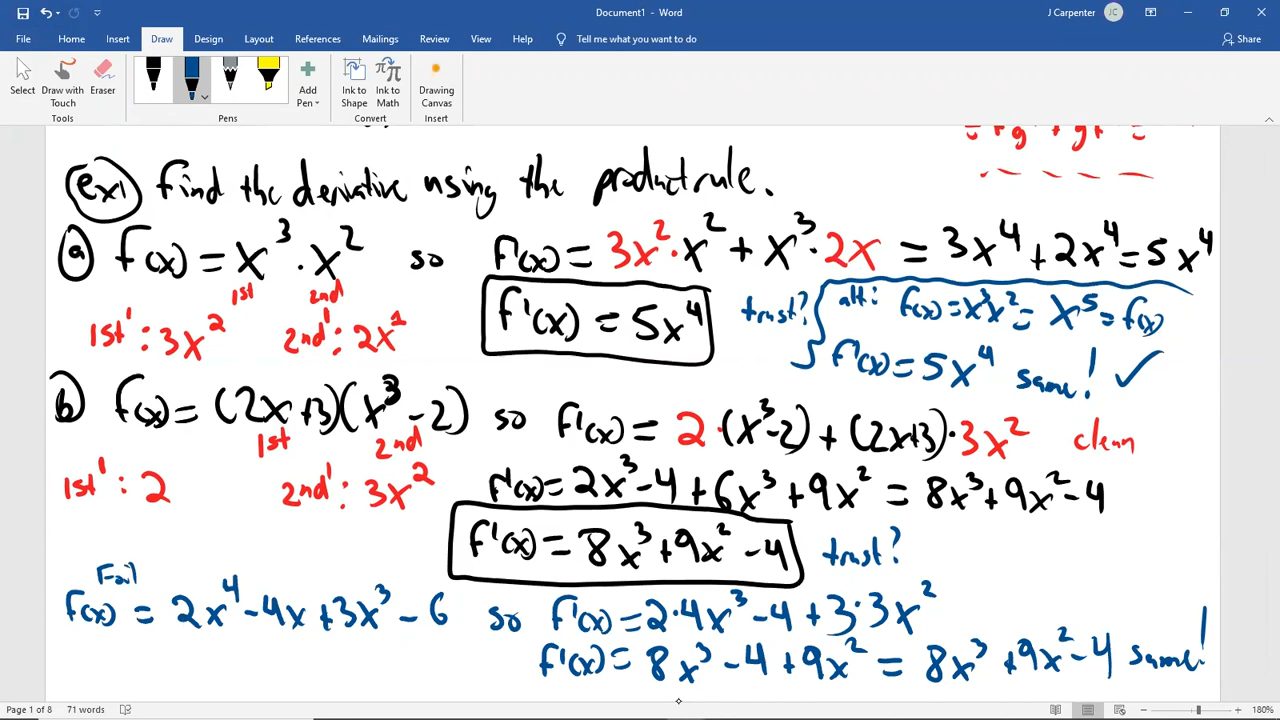 Document1 - Word
J Carpenter JC
File Home Insert Draw Design Layout References Mailings Review View Help Tell me what you want to do Share
Select Draw with Touch Eraser Add Pen Ink to Shape Ink to Math Drawing Canvas
Tools Pens Convert Insert
ex1 Find the derivative using the product rule.
a f(x) = x³ · x² so f'(x) = 3x² · x² + x³ · 2x = 3x⁴ + 2x⁴ = 5x⁴
1st 2nd
1st' : 3x² 2nd' : 2x¹
f'(x) = 5x⁴
trust? alt: f(x) = x³x² = x⁵ = f(x)
f'(x) = 5x⁴ same! ✓
b f(x) = (2x+3)(x³-2) so f'(x) = 2 · (x³-2) + (2x+3) · 3x² clean
1st 2nd
1st' : 2 2nd' : 3x²
f'(x) = 2x³ - 4 + 6x³ + 9x² = 8x³ + 9x² - 4
f'(x) = 8x³ + 9x² - 4 trust?
f(x) = 2x⁴ - 4x + 3x³ - 6 so f'(x) = 2·4x³ - 4 + 3·3x²
f'(x) = 8x³ - 4 + 9x² = 8x³ + 9x² - 4 same!
Page 1 of 8 71 words 180%